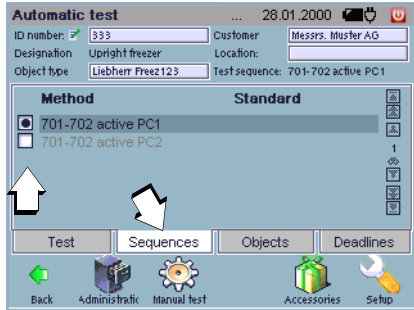 Automatic test ... 28.01.2000
ID number: 333 Customer Messrs. Muster AG
Designation Upright freezer Location:
Object type Liebherr Freez123 Test sequence: 701-702 active PC1
Method Standard
701-702 active PC1
701-702 active PC2
1
Test Sequences Objects Deadlines
Back Administratic Manual test Accessories Setup